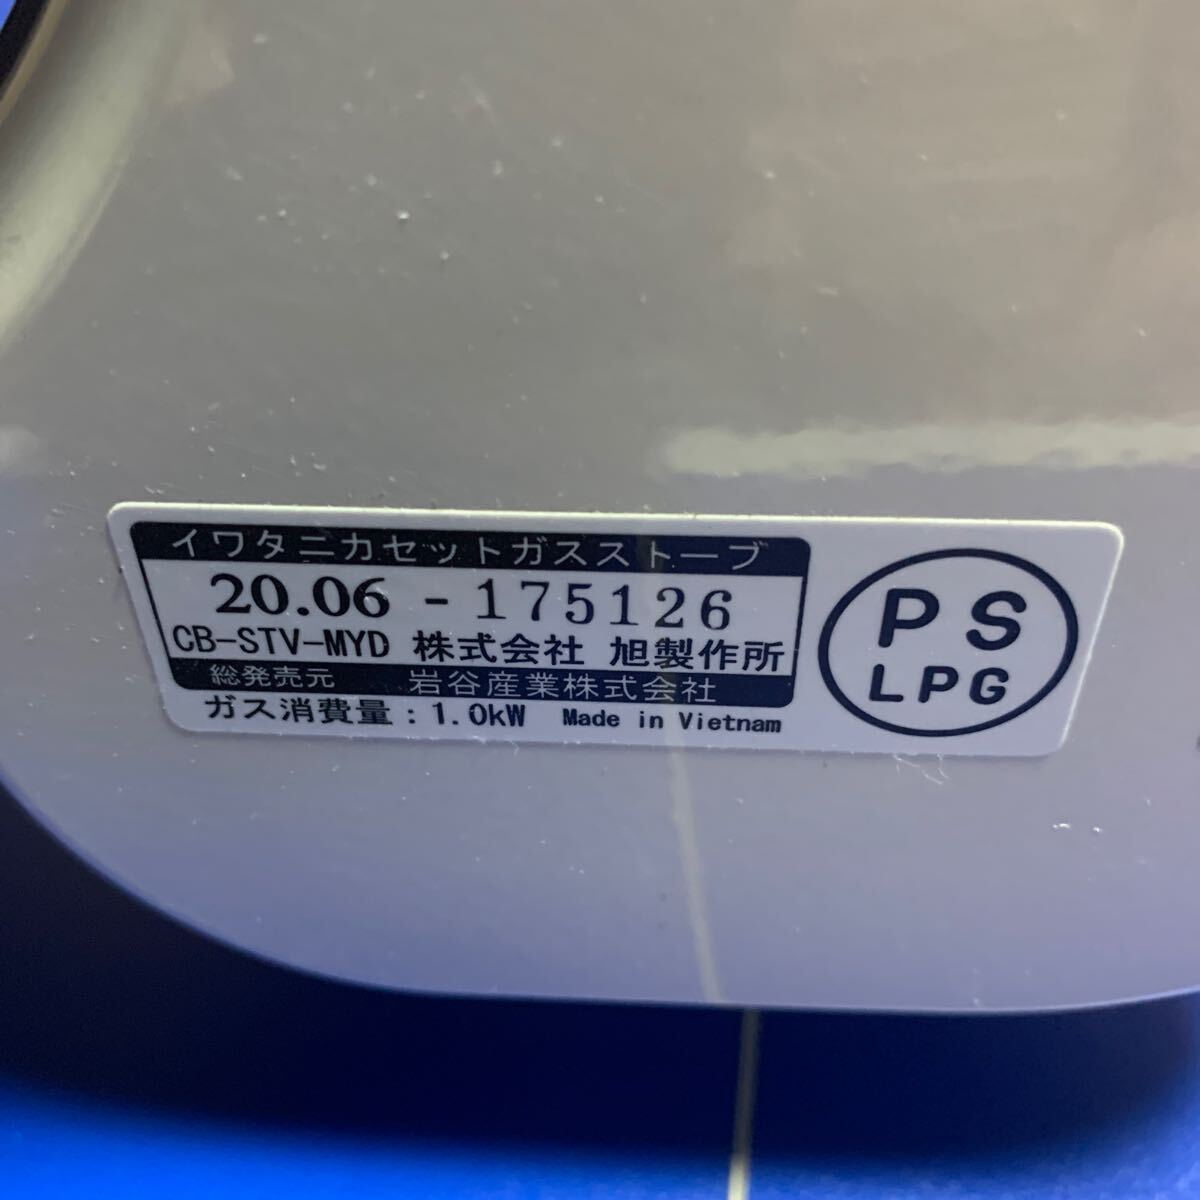 イワタニカセットガスストーブ
20.06 -175126
CB-STV-MYD 株式会社 旭製作所
総発売元 岩谷産業株式会社
ガス消費量：1.0kW Made in Vietnam
PS
LPG